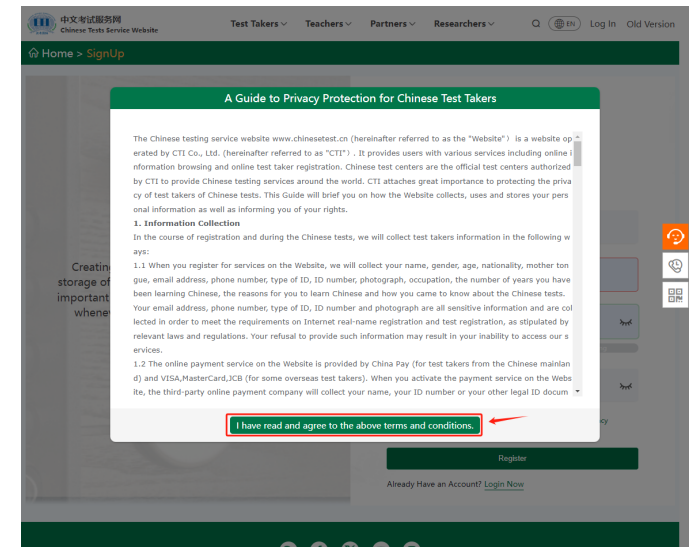 中文考试服务网
Chinese Tests Service Website
Test Takers
Teachers
Partners
Researchers
EN
Log In
Old Version
Home > SignUp
A Guide to Privacy Protection for Chinese Test Takers
The Chinese testing service website www.chinesetest.cn (hereinafter referred to as the "Website"） is a website op
erated by CTI Co., Ltd. (hereinafter referred to as "CTI"）. It provides users with various services including online i
nformation browsing and online test taker registration. Chinese test centers are the official test centers authorized
by CTI to provide Chinese testing services around the world. CTI attaches great importance to protecting the priva
cy of test takers of Chinese tests. This Guide will brief you on how the Website collects, uses and stores your pers
onal information as well as informing you of your rights.
1. Information Collection
In the course of registration and during the Chinese tests, we will collect test takers information in the following w
ays:
1.1 When you register for services on the Website, we will collect your name, gender, age, nationality, mother ton
gue, email address, phone number, type of ID, ID number, photograph, occupation, the number of years you have
been learning Chinese, the reasons for you to learn Chinese and how you came to know about the Chinese tests.
Your email address, phone number, type of ID, ID number and photograph are all sensitive information and are col
lected in order to meet the requirements on Internet real-name registration and test registration, as stipulated by
relevant laws and regulations. Your refusal to provide such information may result in your inability to access our s
ervices.
1.2 The online payment service on the Website is provided by China Pay (for test takers from the Chinese mainlan
d) and VISA,MasterCard,JCB (for some overseas test takers). When you activate the payment service on the Webs
ite, the third-party online payment company will collect your name, your ID number or your other legal ID docum
I have read and agree to the above terms and conditions.
Creatin
storage of
important
whenev
cy
Register
Already Have an Account? Login Now